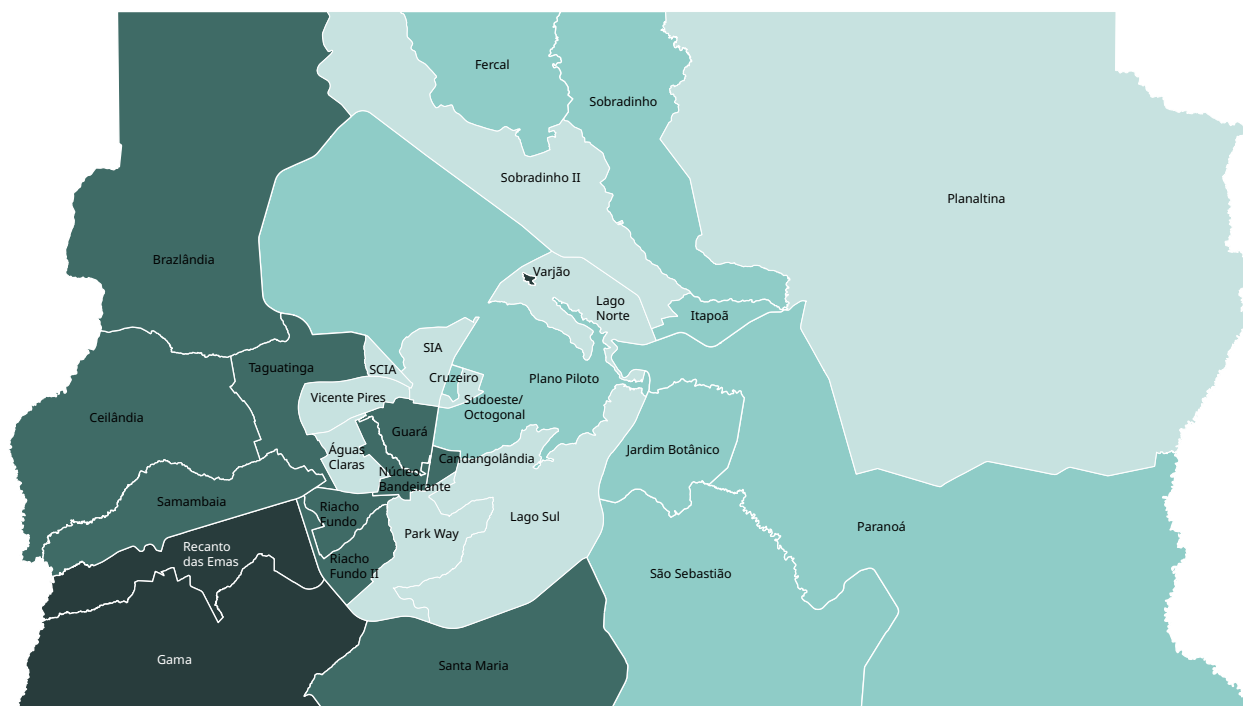 Fercal
Sobradinho
Sobradinho II
Planaltina
Brazlândia
Varjão
Lago
Norte
Itapoã
SIA
Taguatinga
SCIA
Cruzeiro
Plano Piloto
Vicente Pires
Sudoeste/
Octogonal
Ceilândia
Guará
Águas
Claras
Jardim Botânico
Candangolândia
Núcleo
Bandeirante
Samambaia
Riacho
Fundo
Lago Sul
Park Way
Paranoá
Recanto
das Emas
Riacho
Fundo II
São Sebastião
Gama
Santa Maria